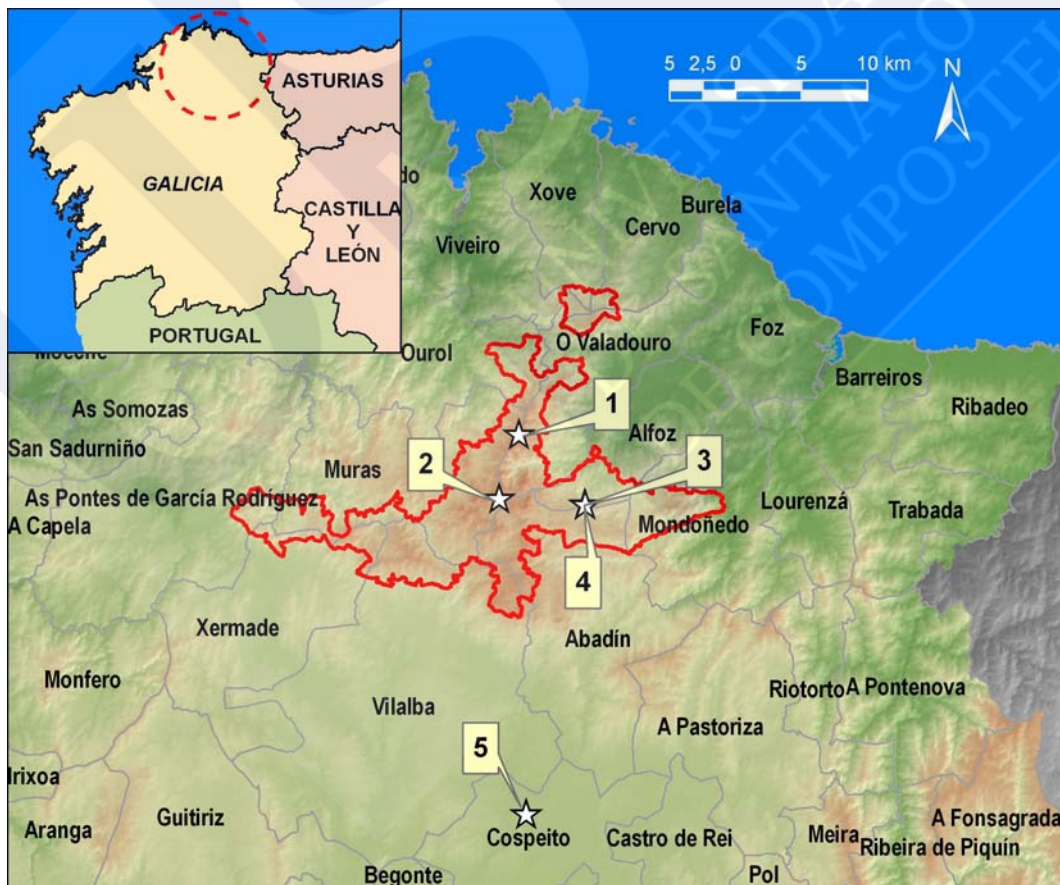 ASTURIAS
GALICIA
CASTILLA
Y
LEÓN
PORTUGAL
5 2,5 0 5 10 km
N
Xove
Burela
Cervo
Viveiro
Foz
O Valadouro
Ourol
Barreiros
As Somozas
Ribadeo
1
Alfoz
San Sadurniño
2
3
Muras
As Pontes de García Rodríguez
Lourenzá
Trabada
A Capela
Mondoñedo
4
Xermade
Abadín
Monfero
Riotorto
A Pontenova
Vilalba
A Pastoriza
5
Irixoa
Guitiriz
A Fonsagrada
Aranga
Cospeito
Castro de Rei
Meira
Ribeira de Piquín
Begonte
Pol